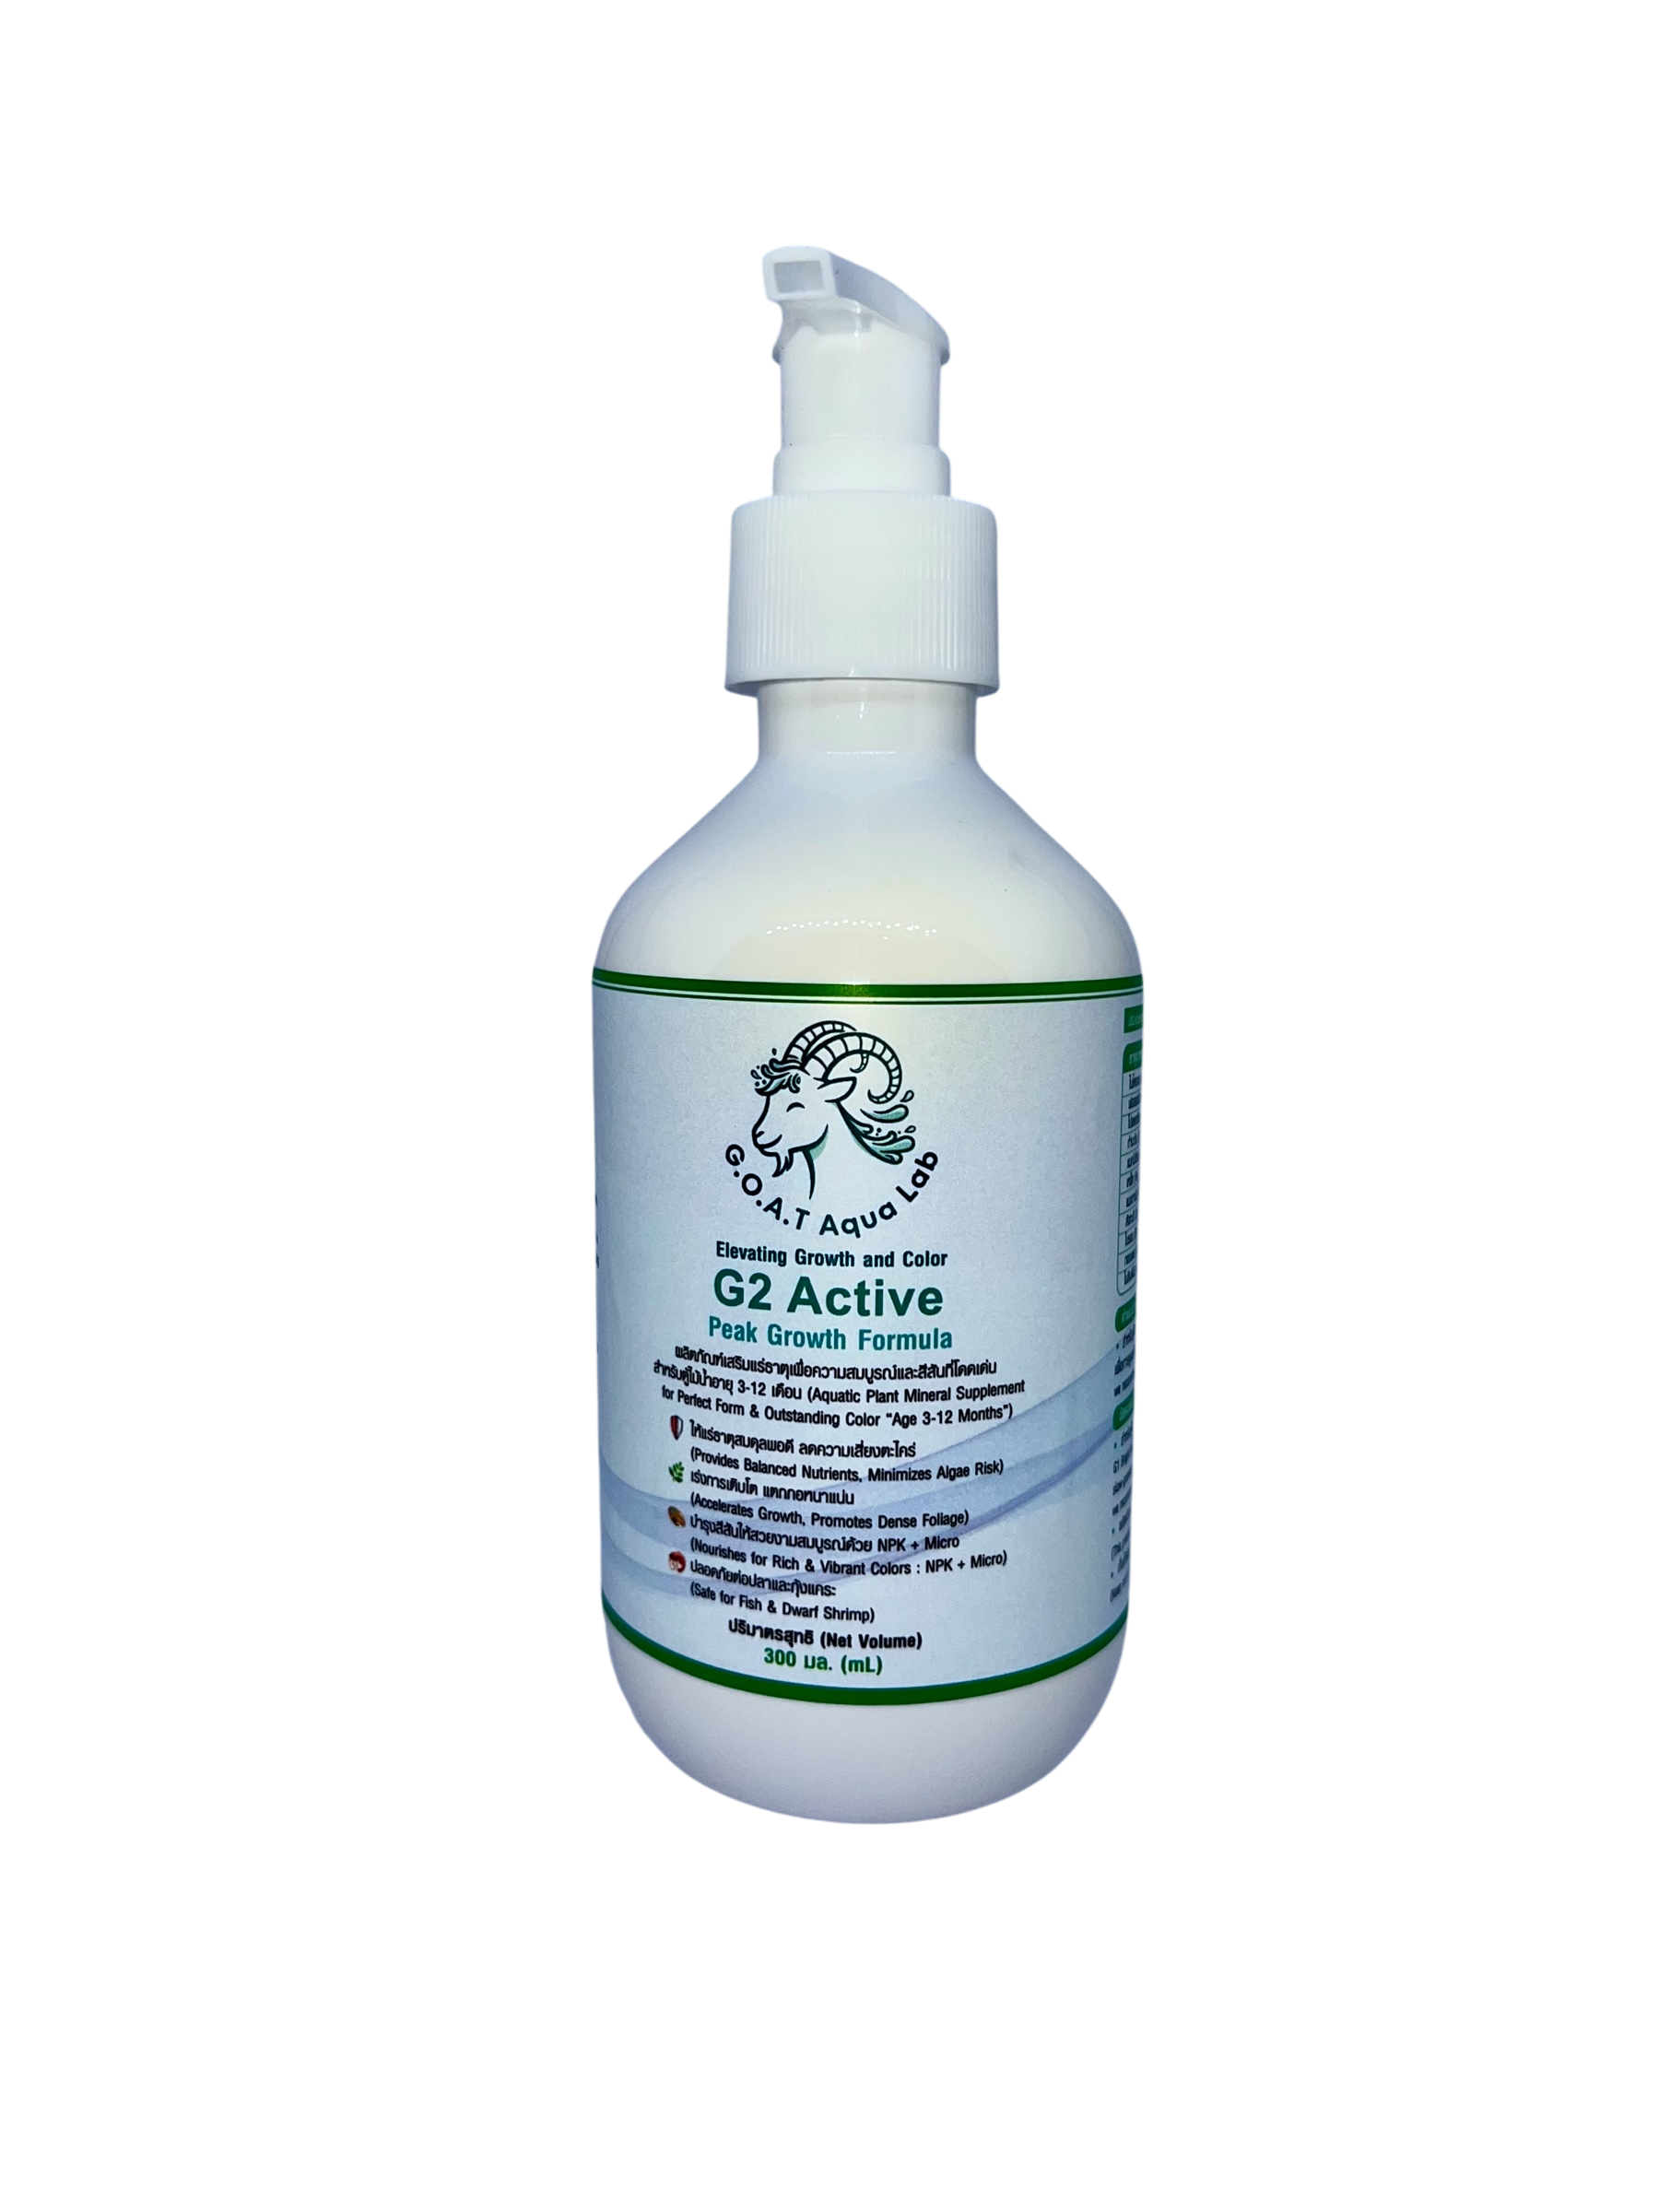 G.O.A.T Aqua Lab
Elevating Growth and Color
G2 Active
Peak Growth Formula
ผลิตภัณฑ์เสริมแร่ธาตุเพื่อความสมบูรณ์และสีสันที่โดดเด่น
สำหรับตู้ไม้น้ำอายุ 3-12 เดือน (Aquatic Plant Mineral Supplement
for Perfect Form & Outstanding Color “Age 3-12 Months”)
ให้แร่ธาตุสมดุลพอดี ลดความเสี่ยงตะไคร่
(Provides Balanced Nutrients, Minimizes Algae Risk)
เร่งการเติบโต แตกกอหนาแน่น
(Accelerates Growth, Promotes Dense Foliage)
บำรุงสีสันให้สวยงามสมบูรณ์ด้วย NPK + Micro
(Nourishes for Rich & Vibrant Colors : NPK + Micro)
ปลอดภัยต่อปลาและกุ้งแคระ
(Safe for Fish & Dwarf Shrimp)
ปริมาตรสุทธิ (Net Volume)
300 มล. (mL)